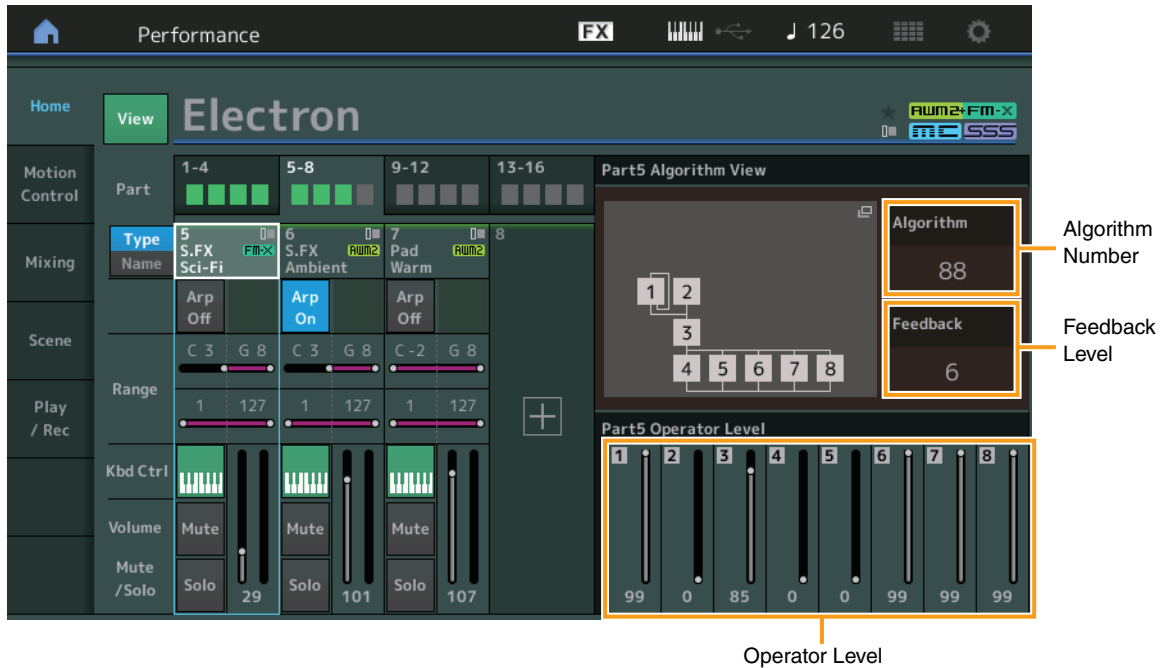 Performance
FX
126
Home
View
Electron
AWM2+FM-X
MC SSS
Motion
Control
Part
1-4
5-8
9-12
13-16
Part5 Algorithm View
Mixing
Type
Name
5
S.FX
FM-X
Sci-Fi
6
S.FX
AWM2
Ambient
7
Pad
AWM2
Warm
8
Algorithm
88
Algorithm
Number
1
2
3
4 5 6 7 8
Arp
Off
Arp
On
Arp
Off
Feedback
6
Feedback
Level
Scene
Range
C 3 G 8
C 3 G 8
C -2 G 8
1 127
1 127
1 127
Play
/ Rec
Part5 Operator Level
1 2 3 4 5 6 7 8
99 0 85 0 0 99 99 99
Kbd Ctrl
Volume
Mute
Mute
Mute
Mute
/Solo
Solo
29
Solo
101
Solo
107
Operator Level